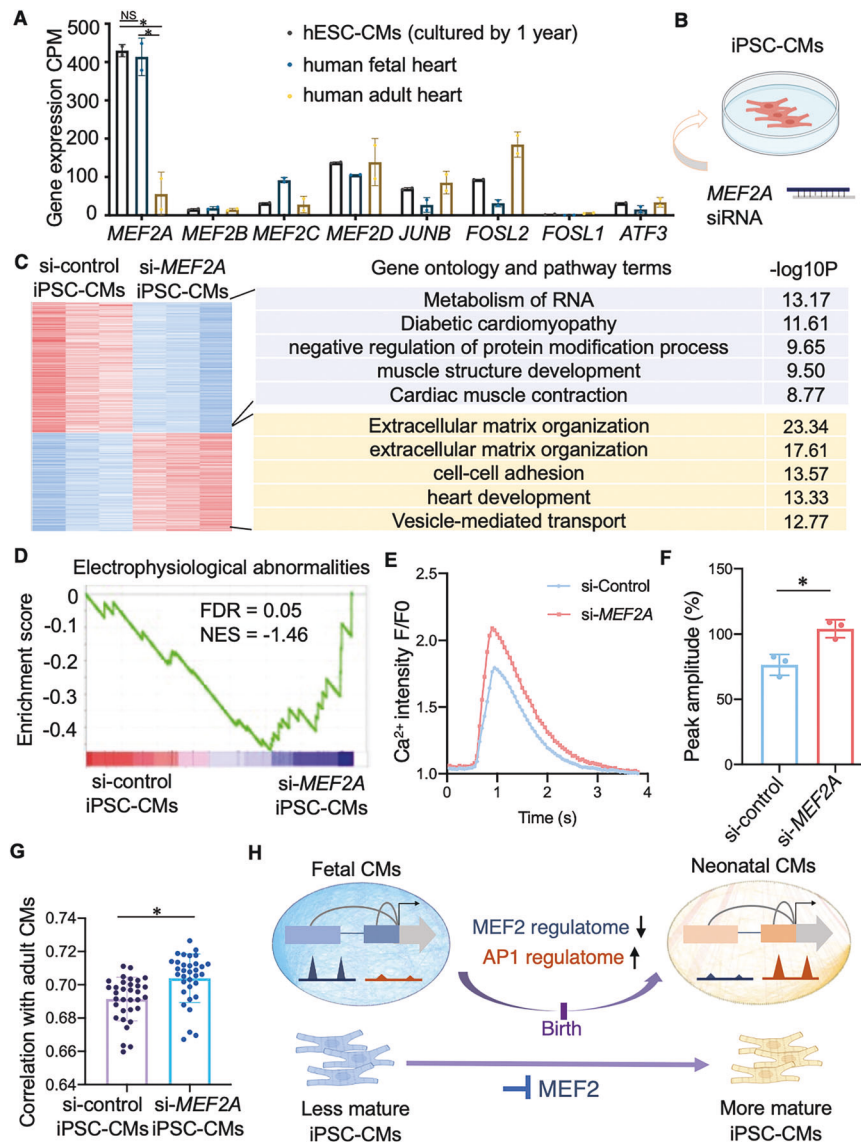 A
NS
*
*
Gene expression CPM
500
400
300
200
100
0
hESC-CMs (cultured by 1 year)
human fetal heart
human adult heart
MEF2A MEF2B MEF2C MEF2D JUNB FOSL2 FOSL1 ATF3
B
iPSC-CMs
MEF2A
siRNA
C
si-control si-MEF2A
iPSC-CMs iPSC-CMs
Gene ontology and pathway terms -log10P
Metabolism of RNA 13.17
Diabetic cardiomyopathy 11.61
negative regulation of protein modification process 9.65
muscle structure development 9.50
Cardiac muscle contraction 8.77
Extracellular matrix organization 23.34
extracellular matrix organization 17.61
cell-cell adhesion 13.57
heart development 13.33
Vesicle-mediated transport 12.77
D
Electrophysiological abnormalities
Enrichment score
0
-0.1
-0.2
-0.3
-0.4
FDR = 0.05
NES = -1.46
si-control si-MEF2A
iPSC-CMs iPSC-CMs
E
Ca2+ intensity F/F0
2.5
2.0
1.5
1.0
si-Control
si-MEF2A
0 1 2 3 4
Time (s)
F
Peak amplitude (%)
150
100
50
0
*
si-control
si-MEF2A
G
Correlation with adult CMs
0.74
0.72
0.70
0.68
0.66
0.64
*
si-control si-MEF2A
iPSC-CMs iPSC-CMs
H
Fetal CMs
Neonatal CMs
MEF2 regulatome
AP1 regulatome
Birth
MEF2
Less mature
iPSC-CMs
More mature
iPSC-CMs